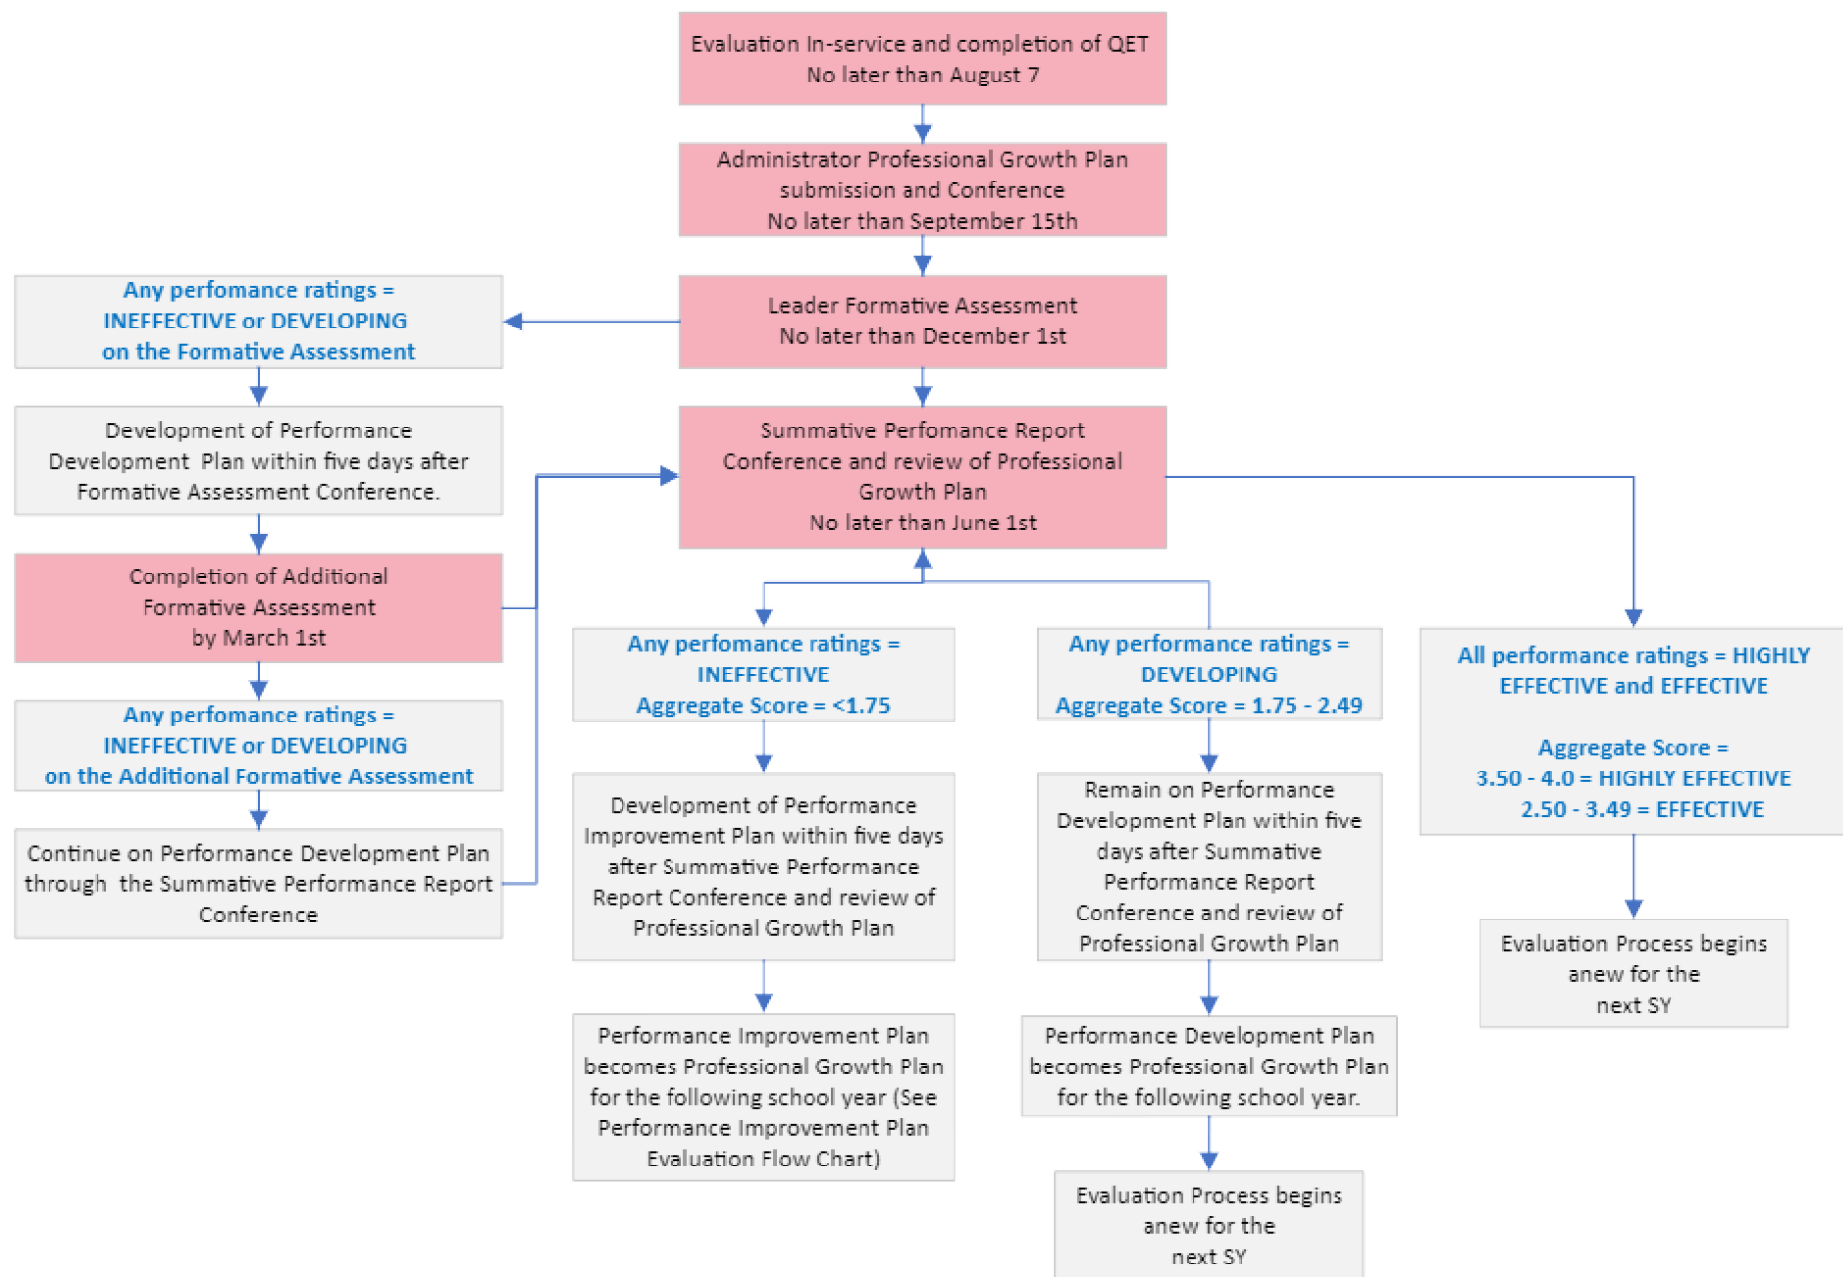 Evaluation In-service and completion of QET
No later than August 7
Administrator Professional Growth Plan
submission and Conference
No later than September 15th
Leader Formative Assessment
No later than December 1st
Any perfomance ratings =
INEFFECTIVE or DEVELOPING
on the Formative Assessment
Development of Performance
Development Plan within five days after
Formative Assessment Conference.
Summative Perfomance Report
Conference and review of Professional
Growth Plan
No later than June 1st
Completion of Additional
Formative Assessment
by March 1st
Any perfomance ratings =
INEFFECTIVE or DEVELOPING
on the Additional Formative Assessment
Continue on Performance Development Plan
through the Summative Performance Report
Conference
Any perfomance ratings =
INEFFECTIVE
Aggregate Score = <1.75
Development of Performance
Improvement Plan within five days
after Summative Performance
Report Conference and review of
Professional Growth Plan
Performance Improvement Plan
becomes Professional Growth Plan
for the following school year (See
Performance Improvement Plan
Evaluation Flow Chart)
Any performance ratings =
DEVELOPING
Aggregate Score = 1.75 - 2.49
Remain on Performance
Development Plan within five
days after Summative
Performance Report
Conference and review of
Professional Growth Plan
Performance Development Plan
becomes Professional Growth Plan
for the following school year.
Evaluation Process begins
anew for the
next SY
All performance ratings = HIGHLY
EFFECTIVE and EFFECTIVE
Aggregate Score =
3.50 - 4.0 = HIGHLY EFFECTIVE
2.50 - 3.49 = EFFECTIVE
Evaluation Process begins
anew for the
next SY